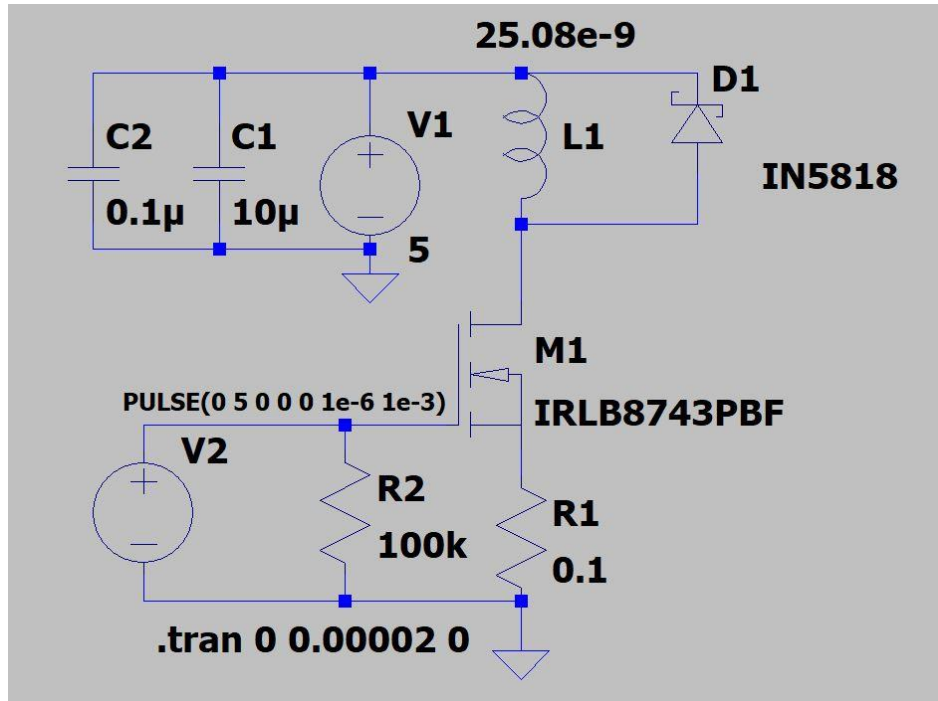 25.08e-9
D1
C2
C1
V1
L1
IN5818
0.1µ
10µ
5
M1
PULSE(0 5 0 0 0 1e-6 1e-3)
IRLB8743PBF
V2
R2
R1
100k
0.1
.tran 0 0.00002 0